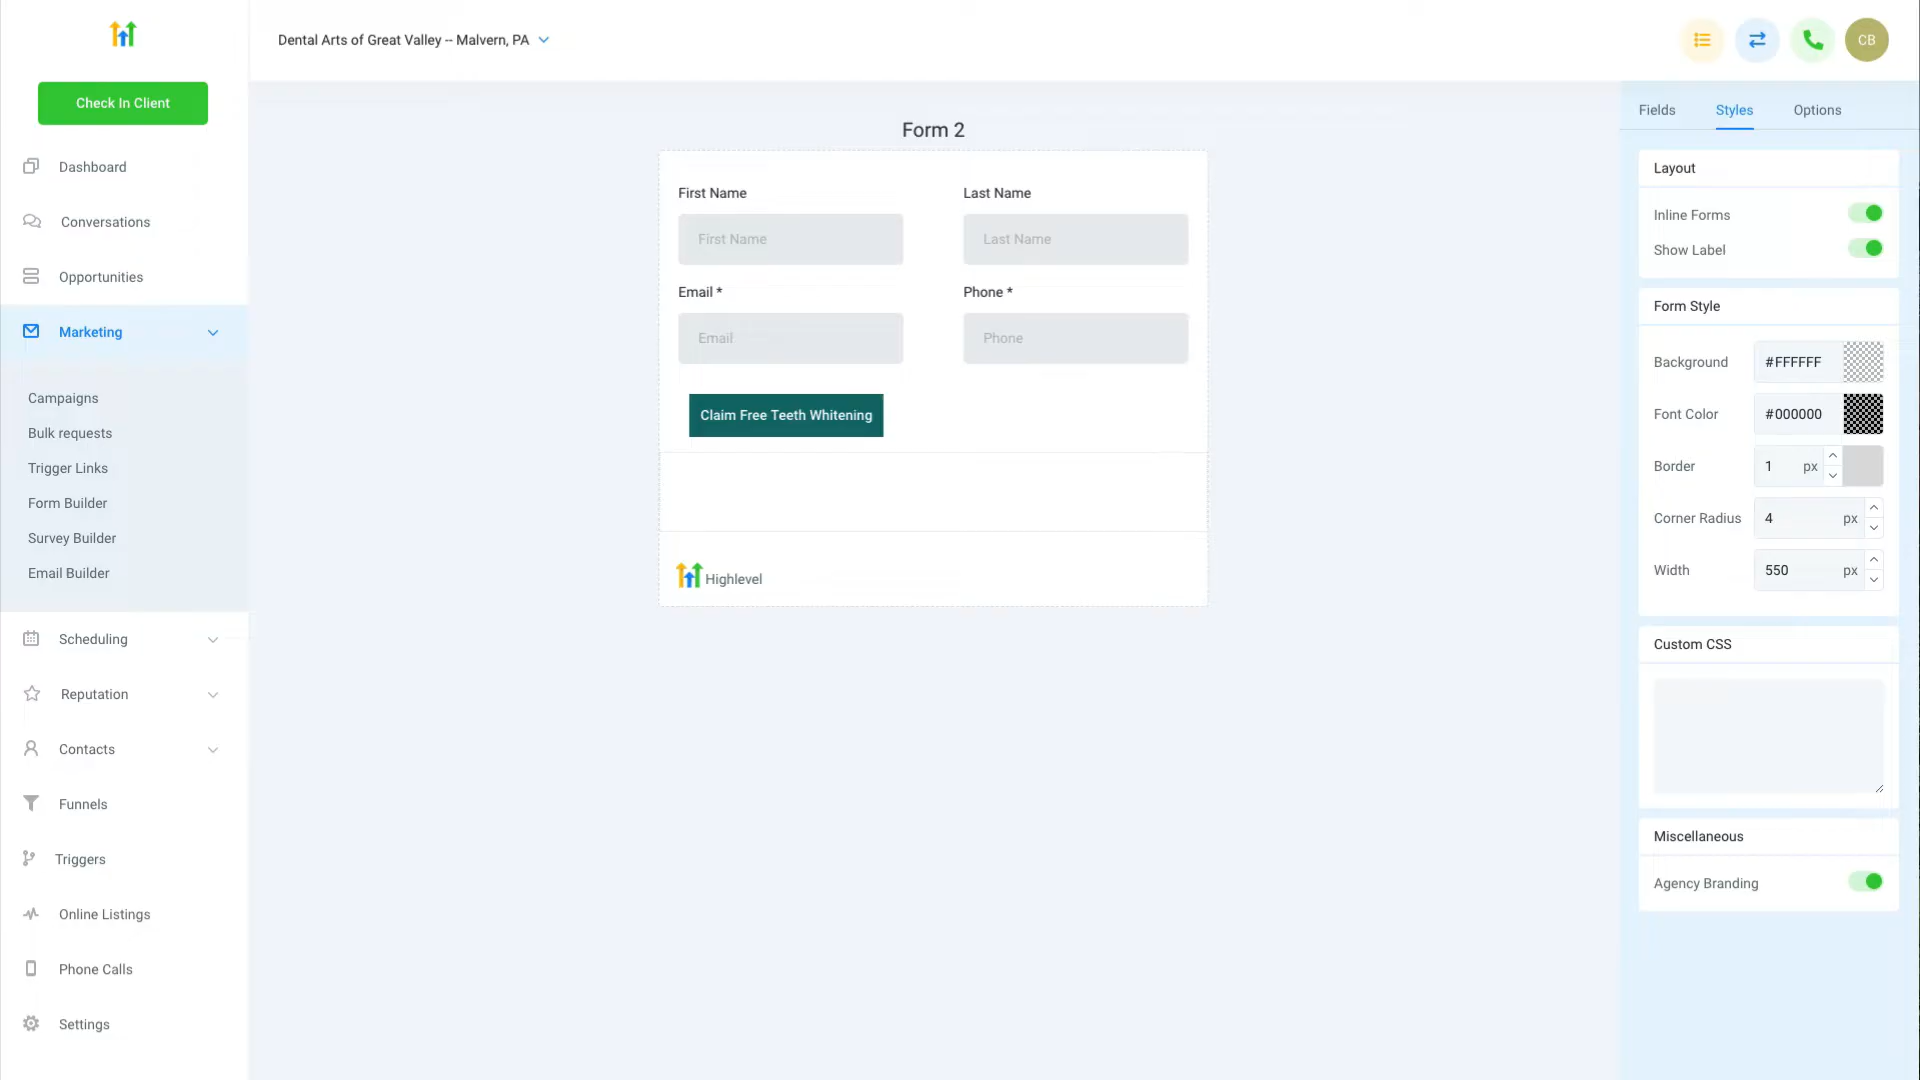 Dental Arts of Great Valley -- Malvern, PA
CB
Check In Client
Dashboard
Conversations
Opportunities
Marketing
Campaigns
Bulk requests
Trigger Links
Form Builder
Survey Builder
Email Builder
Scheduling
Reputation
Contacts
Funnels
Triggers
Online Listings
Phone Calls
Settings
Form 2
First Name
Last Name
First Name
Last Name
Email *
Phone *
Email
Phone
Claim Free Teeth Whitening
Highlevel
Fields
Styles
Options
Layout
Inline Forms
Show Label
Form Style
Background
#FFFFFF
Font Color
#000000
Border
1 px
Corner Radius
4 px
Width
550 px
Custom CSS
Miscellaneous
Agency Branding